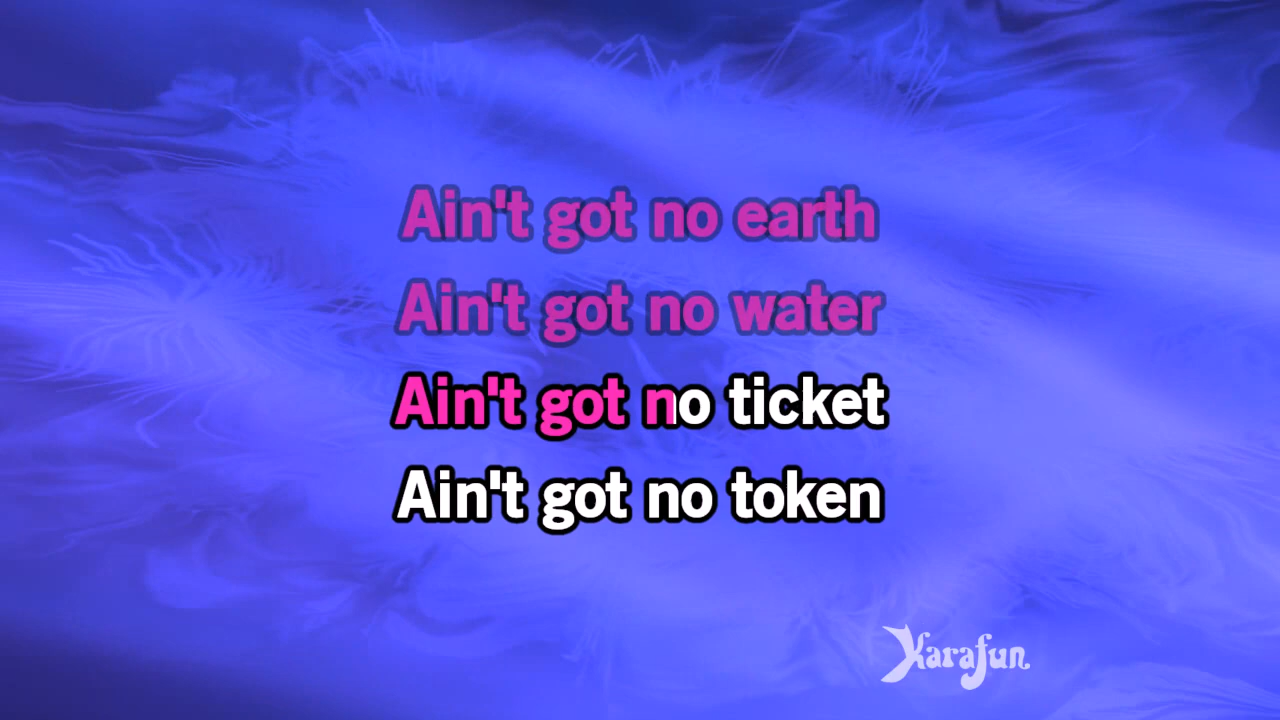 Ain't got no earth
Ain't got no water
Ain't got no ticket
Ain't got no token
Karafun